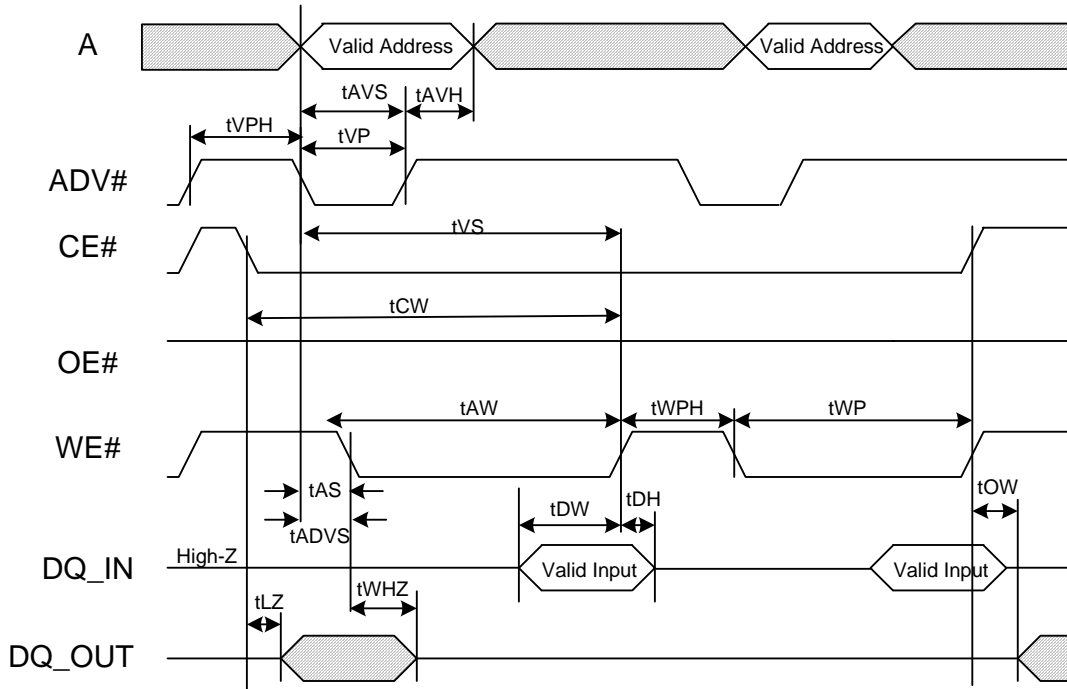 A
Valid Address
Valid Address
tAVS
tAVH
tVPH
tVP
ADV#
tVS
CE#
tCW
OE#
tAW
tWPH
tWP
WE#
tAS
tDW
tDH
tOW
tADVS
High-Z
DQ_IN
Valid Input
Valid Input
tWHZ
tLZ
DQ_OUT